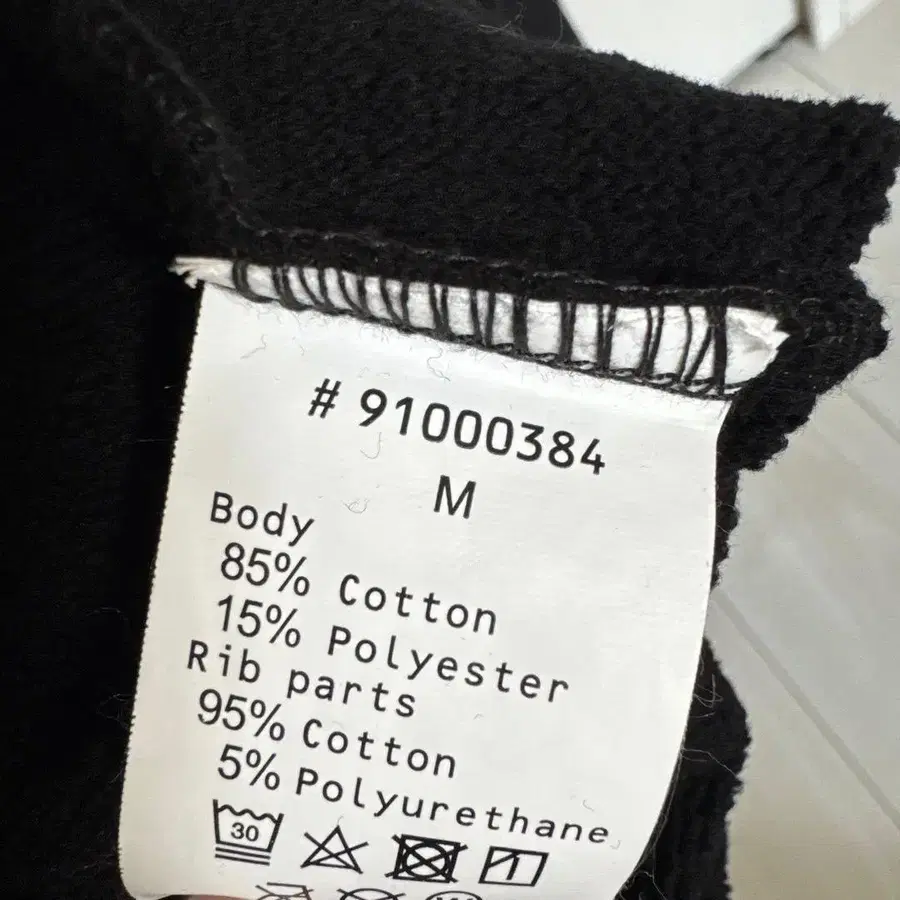 # 91000384
M
Body
85% Cotton
15% Polyester
Rib parts
95% Cotton
5% Polyurethane
30